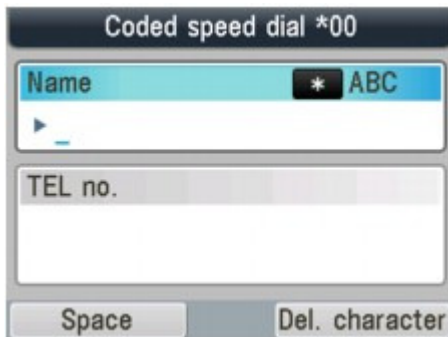 Coded speed dial *00
Name * ABC
TEL no.
Space Del. character